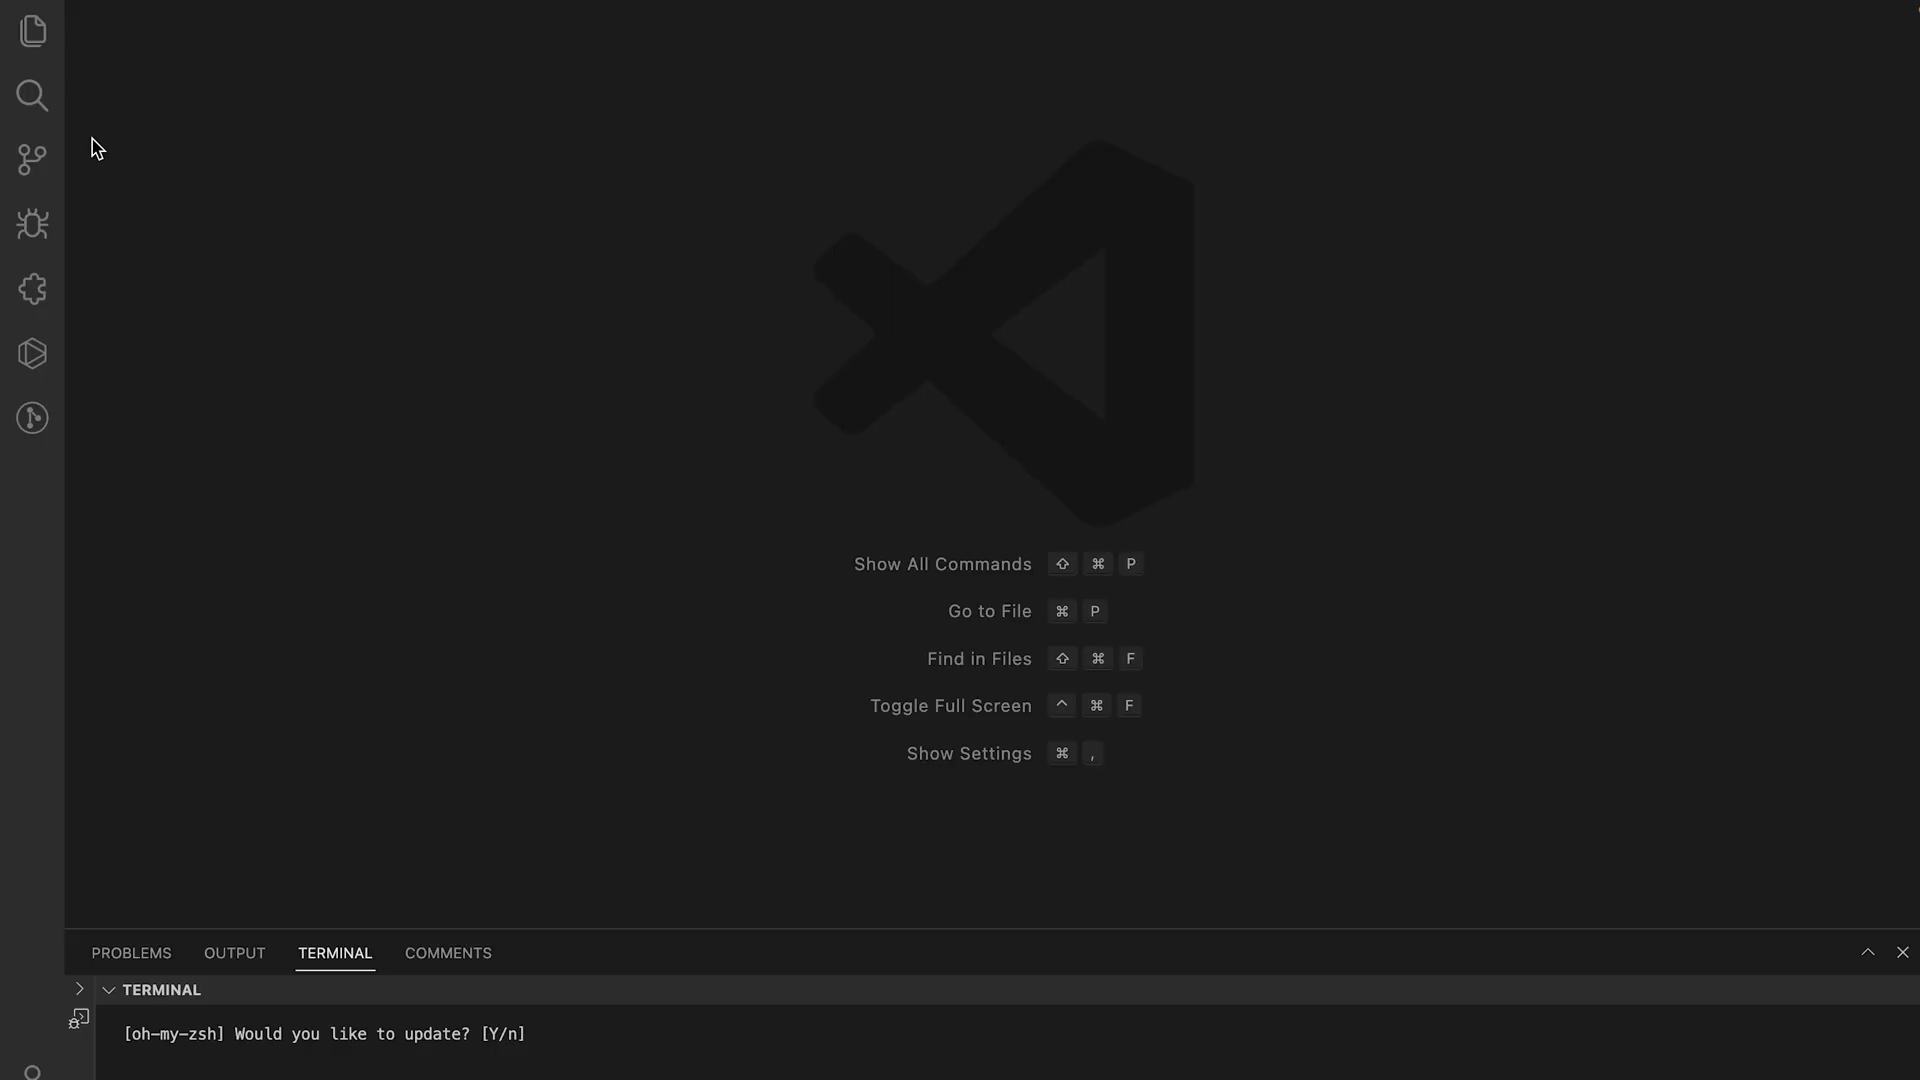 Show All Commands ⇧ ⌘ P
Go to File ⌘ P
Find in Files ⇧ ⌘ F
Toggle Full Screen ^ ⌘ F
Show Settings ⌘ ,
PROBLEMS OUTPUT TERMINAL COMMENTS
TERMINAL
[oh-my-zsh] Would you like to update? [Y/n]